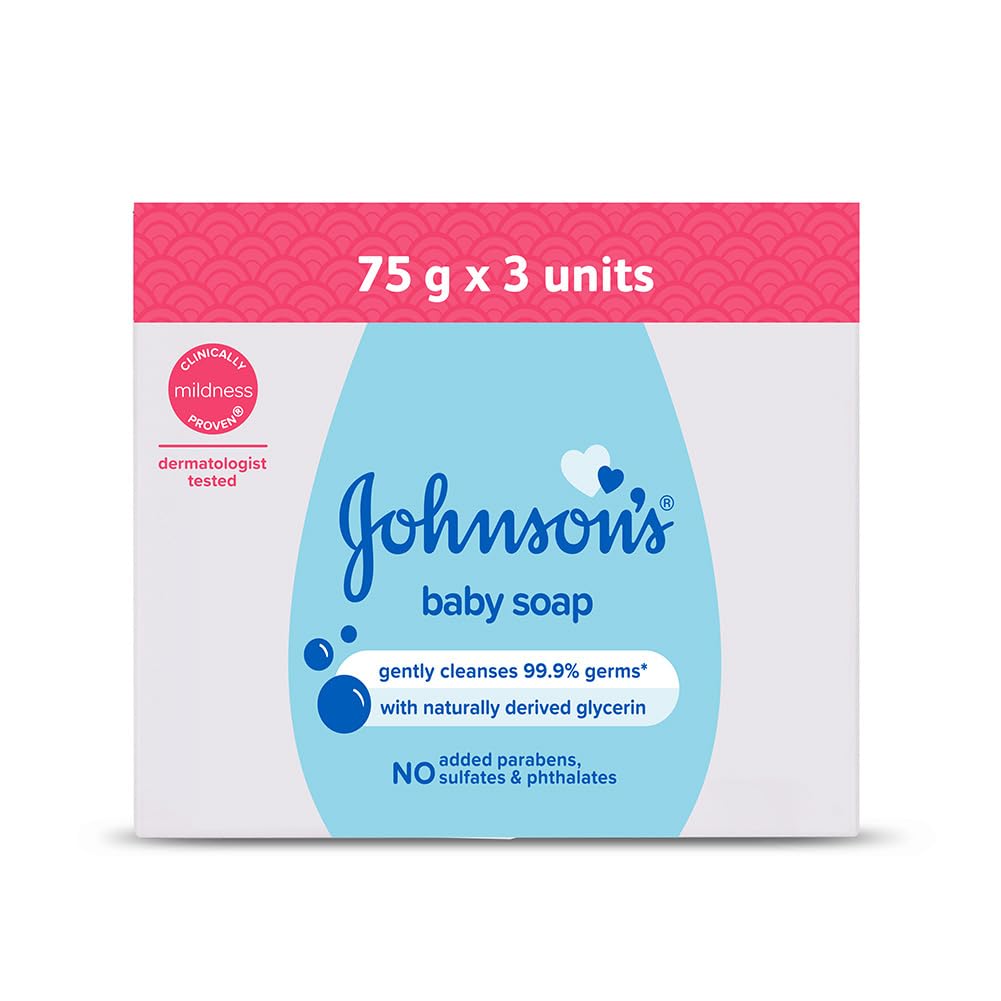 75 g x 3 units
CLINICALLY
mildness
PROVEN®
dermatologist
tested
Johnson's®
baby soap
gently cleanses 99.9% germs*
with naturally derived glycerin
NO added parabens,
sulfates & phthalates